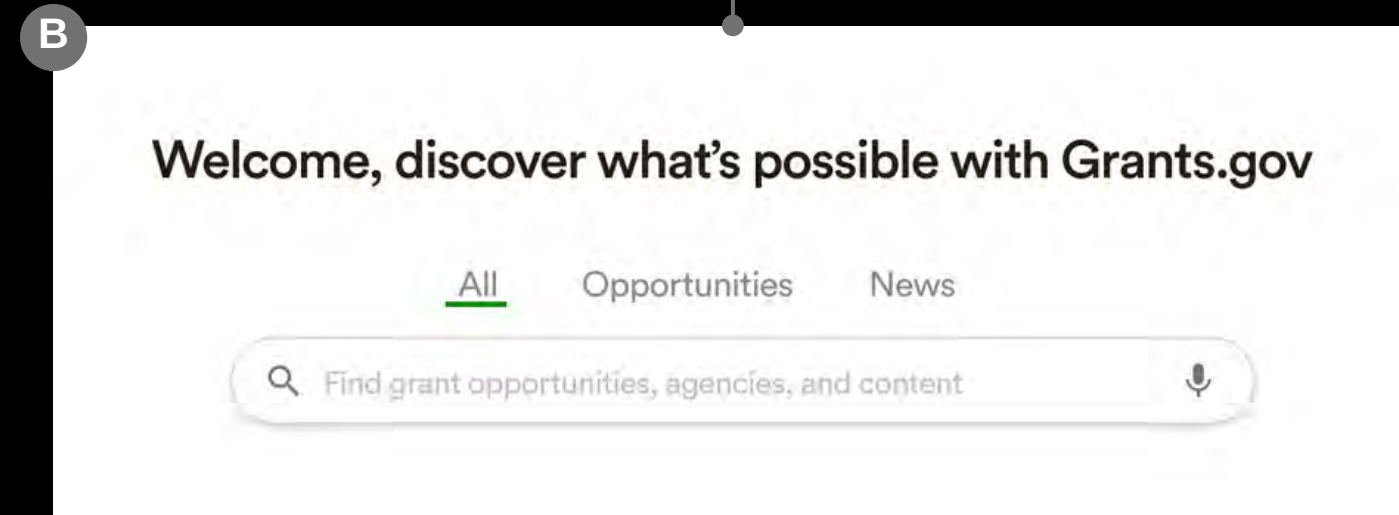 B
Welcome, discover what’s possible with Grants.gov
All Opportunities News
Find grant opportunities, agencies, and content